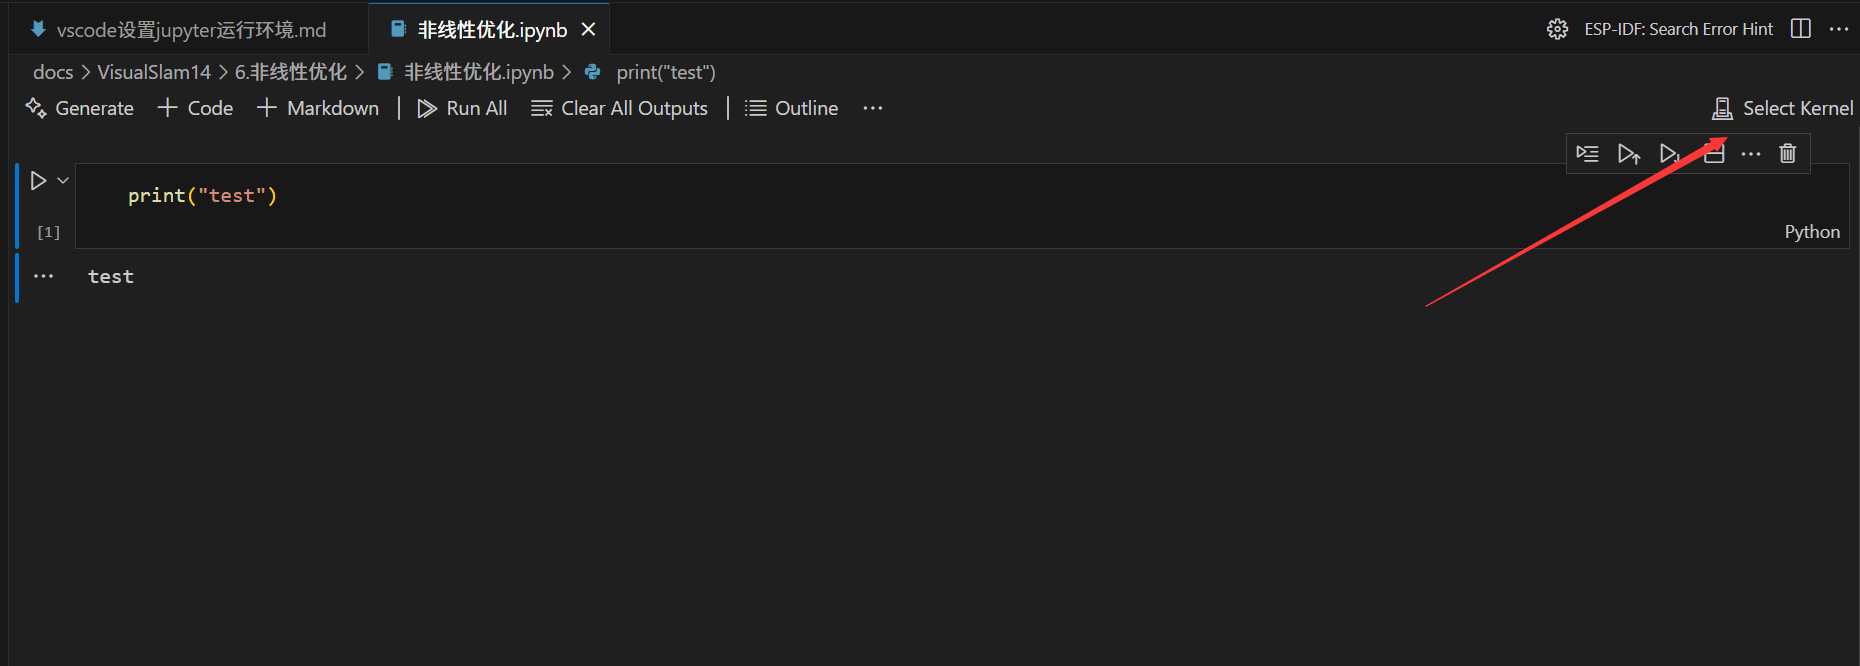 vscode设置jupyter运行环境.md 非线性优化.ipynb ESP-IDF: Search Error Hint
docs > VisualSlam14 > 6.非线性优化 > 非线性优化.ipynb > print("test")
Generate + Code + Markdown | Run All Clear All Outputs | Outline ··· Select Kernel
print("test")
[1] Python
test